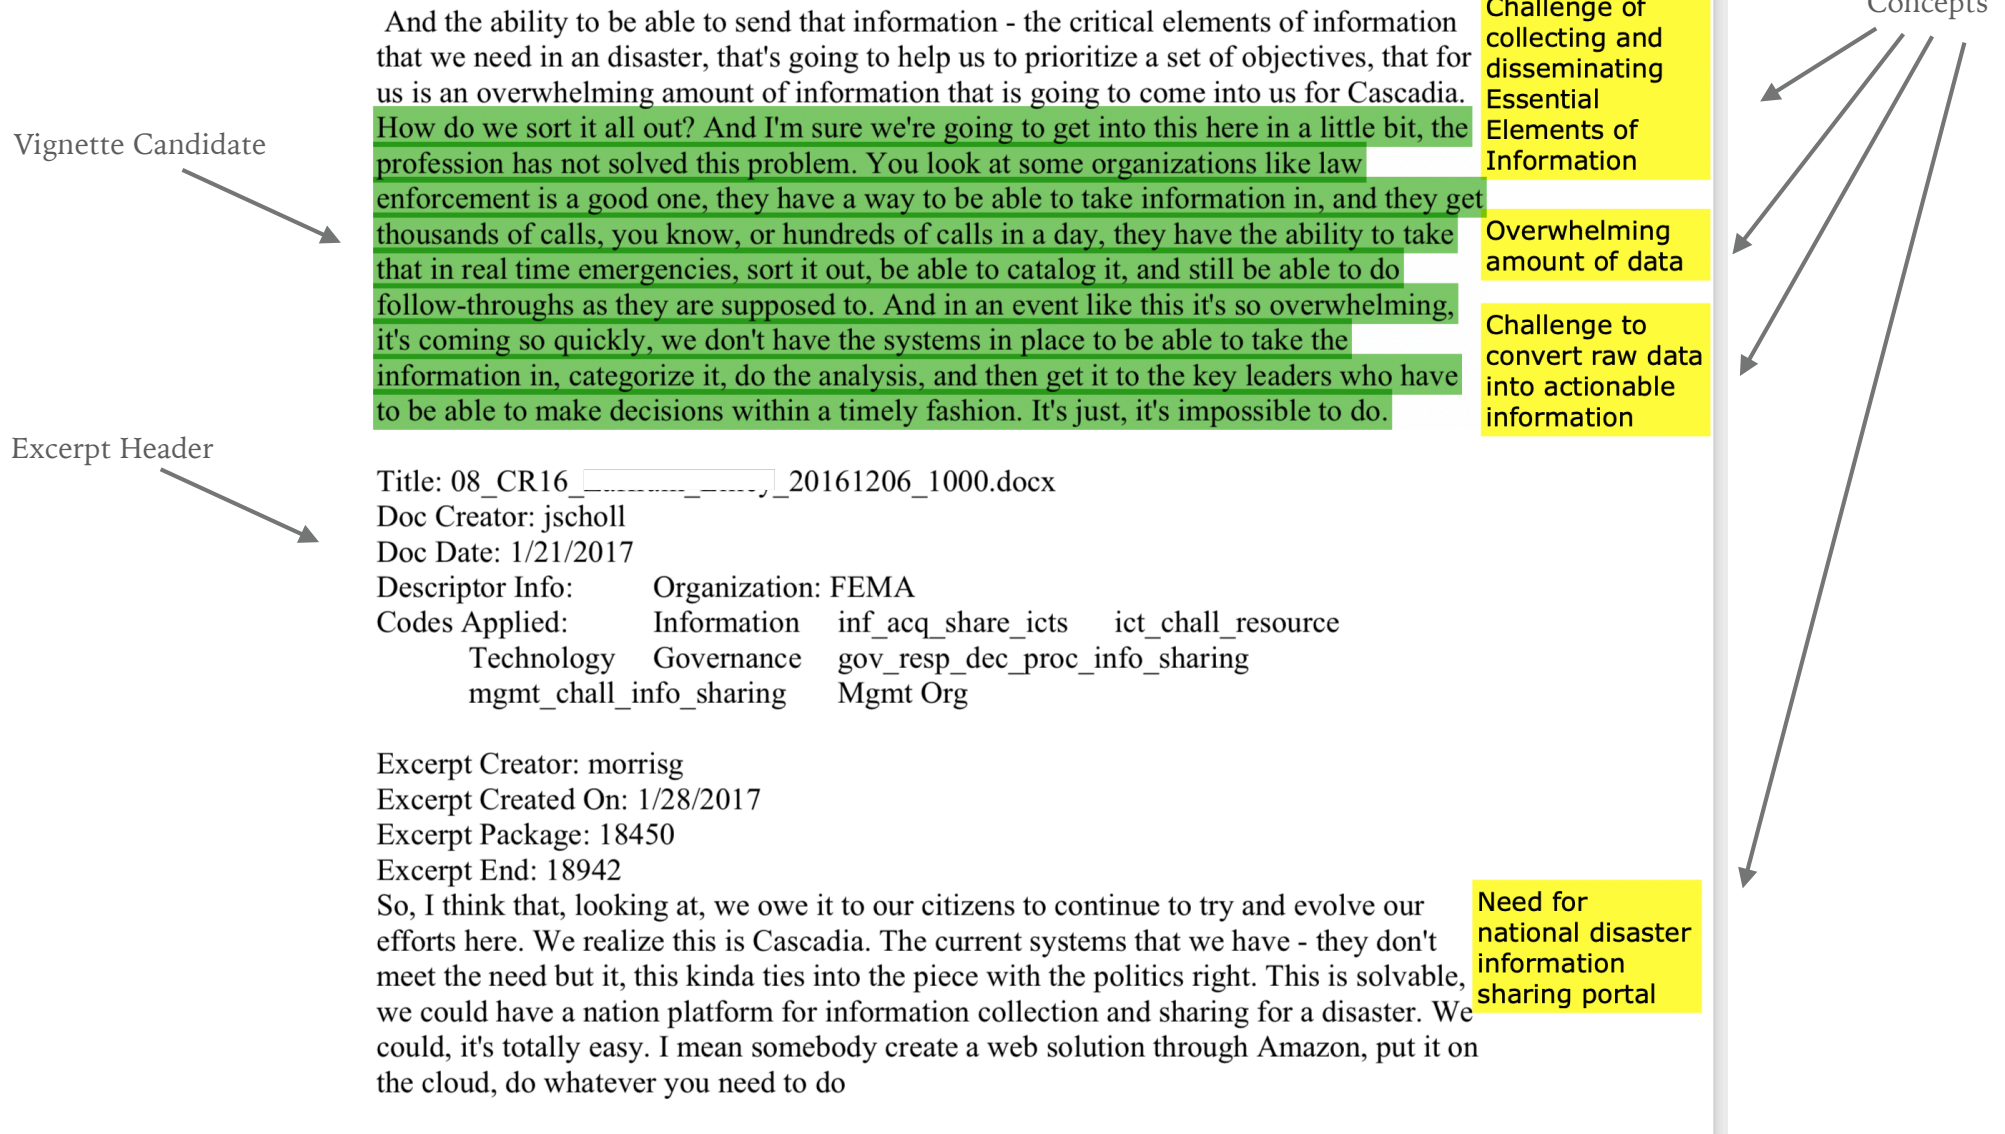 Concepts
And the ability to be able to send that information - the critical elements of information
that we need in an disaster, that's going to help us to prioritize a set of objectives, that for
us is an overwhelming amount of information that is going to come into us for Cascadia.
How do we sort it all out? And I'm sure we're going to get into this here in a little bit, the
profession has not solved this problem. You look at some organizations like law
enforcement is a good one, they have a way to be able to take information in, and they get
thousands of calls, you know, or hundreds of calls in a day, they have the ability to take
that in real time emergencies, sort it out, be able to catalog it, and still be able to do
follow-throughs as they are supposed to. And in an event like this it's so overwhelming,
it's coming so quickly, we don't have the systems in place to be able to take the
information in, categorize it, do the analysis, and then get it to the key leaders who have
to be able to make decisions within a timely fashion. It's just, it's impossible to do.
Challenge of
collecting and
disseminating
Essential
Elements of
Information
Overwhelming
amount of data
Challenge to
convert raw data
into actionable
information
Vignette Candidate
Excerpt Header
Title: 08_CR16_ _20161206_1000.docx
Doc Creator: jscholl
Doc Date: 1/21/2017
Descriptor Info: Organization: FEMA
Codes Applied: Information inf_acq_share_icts ict_chall_resource
Technology Governance gov_resp_dec_proc_info_sharing
mgmt_chall_info_sharing Mgmt Org
Excerpt Creator: morrisg
Excerpt Created On: 1/28/2017
Excerpt Package: 18450
Excerpt End: 18942
So, I think that, looking at, we owe it to our citizens to continue to try and evolve our
efforts here. We realize this is Cascadia. The current systems that we have - they don't
meet the need but it, this kinda ties into the piece with the politics right. This is solvable,
we could have a nation platform for information collection and sharing for a disaster. We
could, it's totally easy. I mean somebody create a web solution through Amazon, put it on
the cloud, do whatever you need to do
Need for
national disaster
information
sharing portal